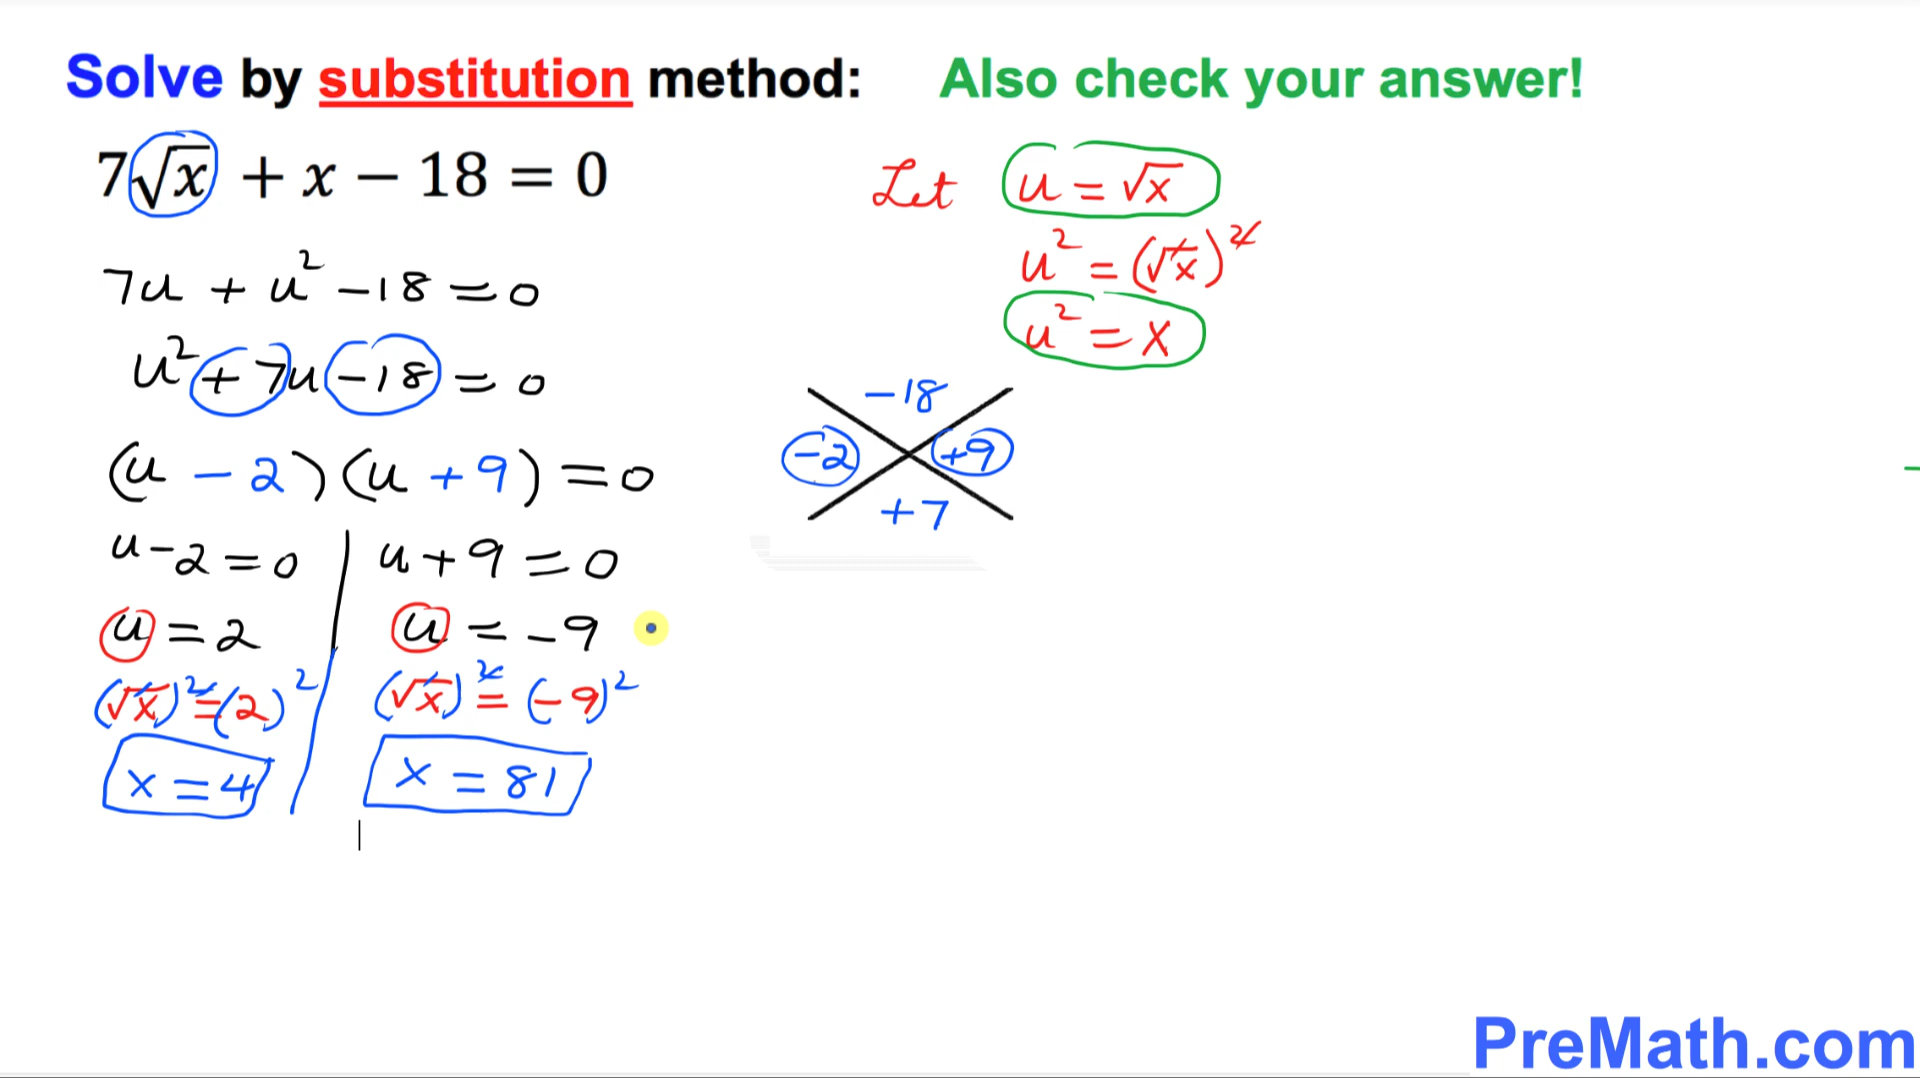 Solve by substitution method: Also check your answer!
7√x + x − 18 = 0
Let u = √x
u² = (√x)²
u² = x
7u + u² − 18 = 0
u² + 7u − 18 = 0
(u − 2)(u + 9) = 0
−18
−2 +9
+7
u − 2 = 0 | u + 9 = 0
u = 2 | u = −9
(√x)² = (2)² | (√x)² = (−9)²
x = 4 | x = 81
PreMath.com